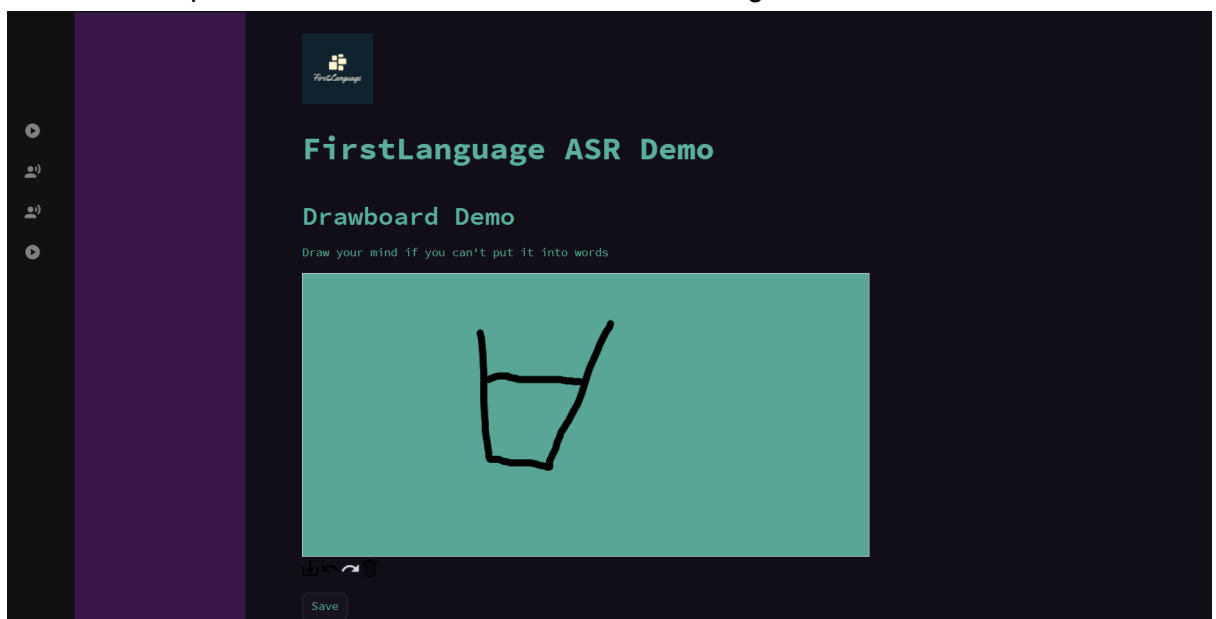 FirstLanguage
FirstLanguage ASR Demo
Drawboard Demo
Draw your mind if you can't put it into words
Save